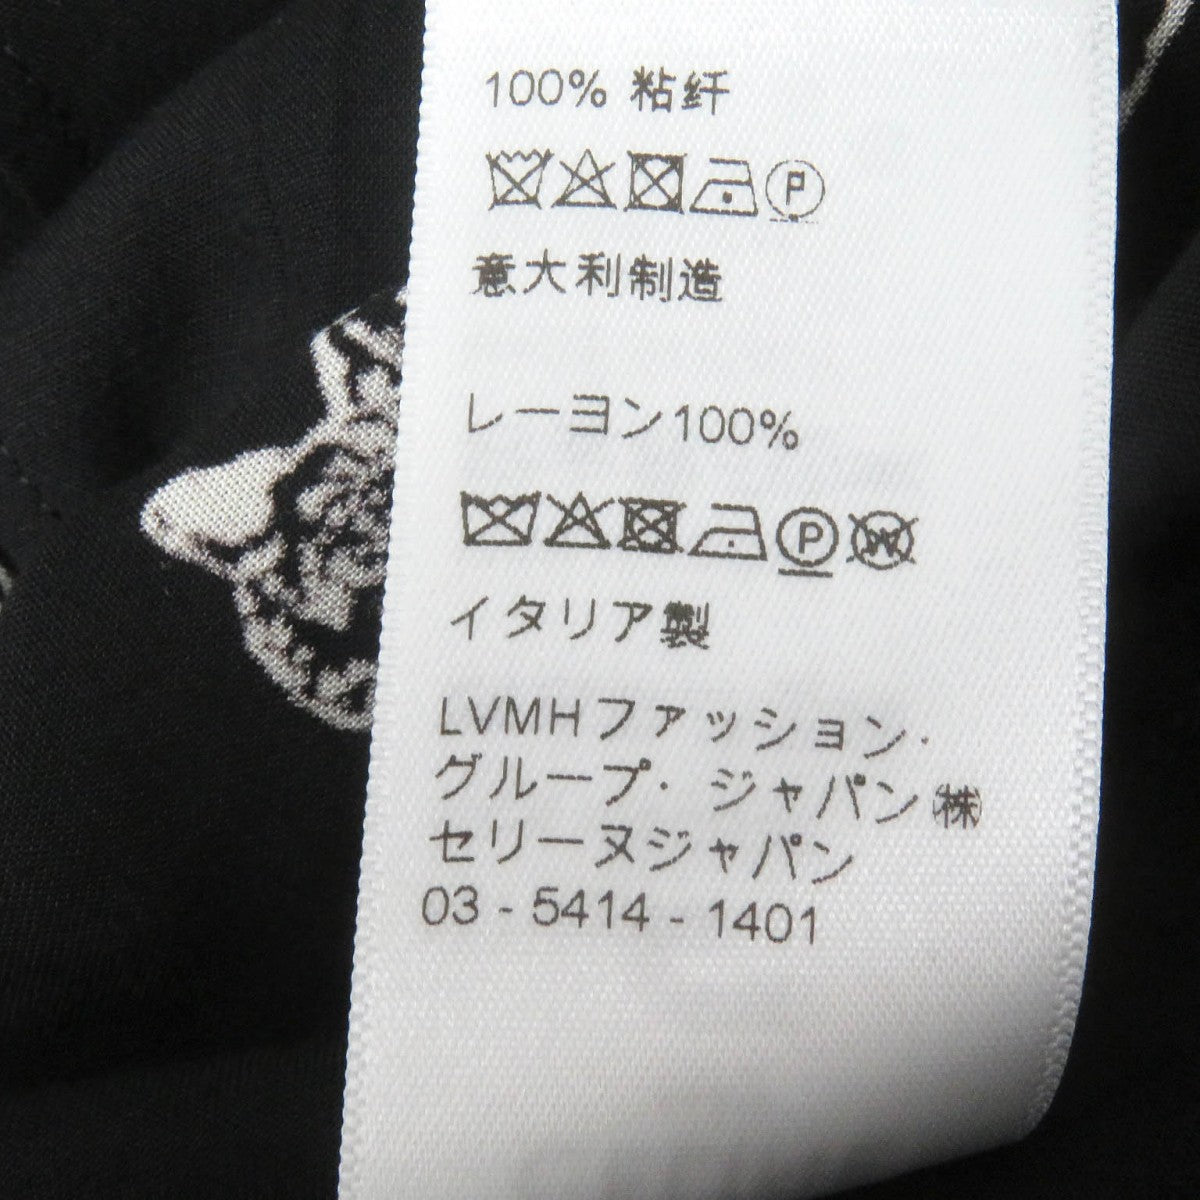 100% 粘纤
P
意大利制造
レーヨン100%
P W
イタリア製
LVMHファッション・
グループ・ジャパン㈱
セリーヌジャパン
03 - 5414 - 1401